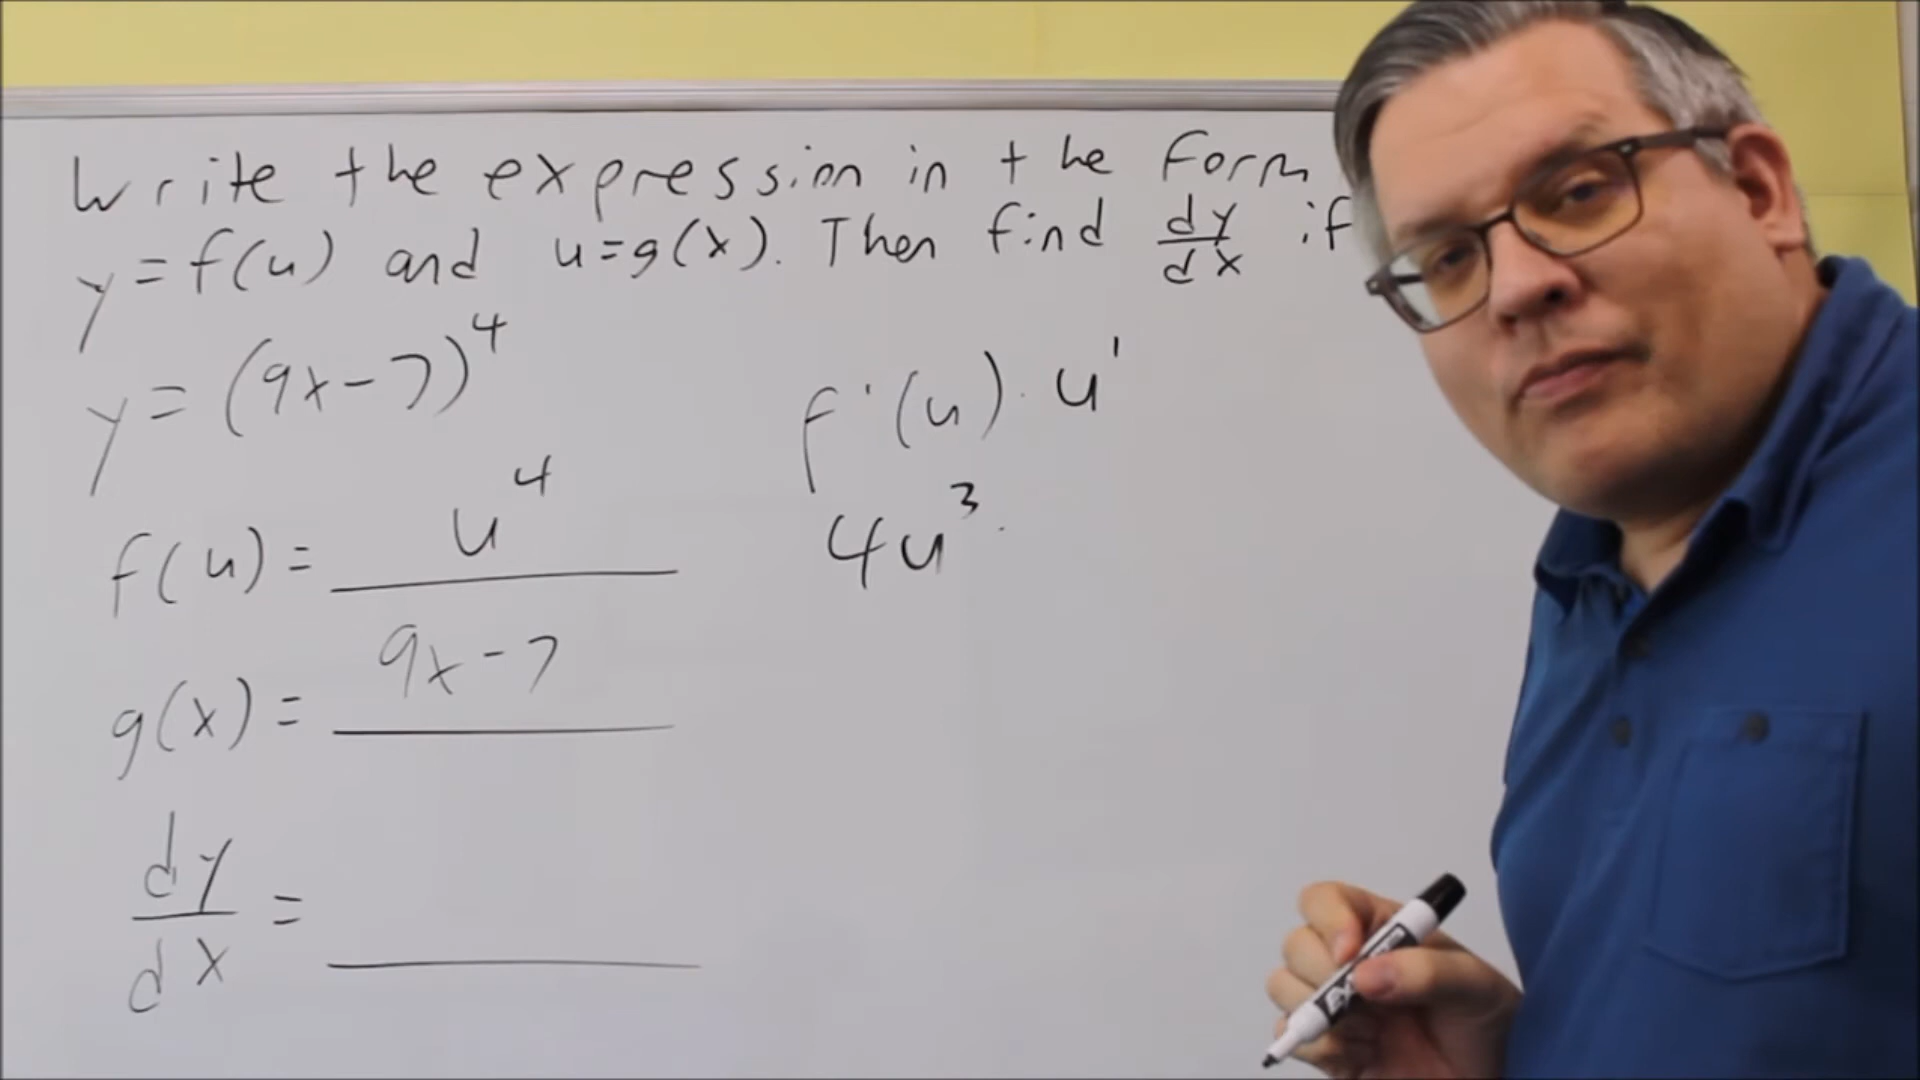 Write the expression in the form
y = f(u) and u = g(x). Then find dy/dx if
y = (9x - 7)^4
f'(u) · u'
f(u) = u^4
4u^3 ·
g(x) = 9x - 7
dy/dx =